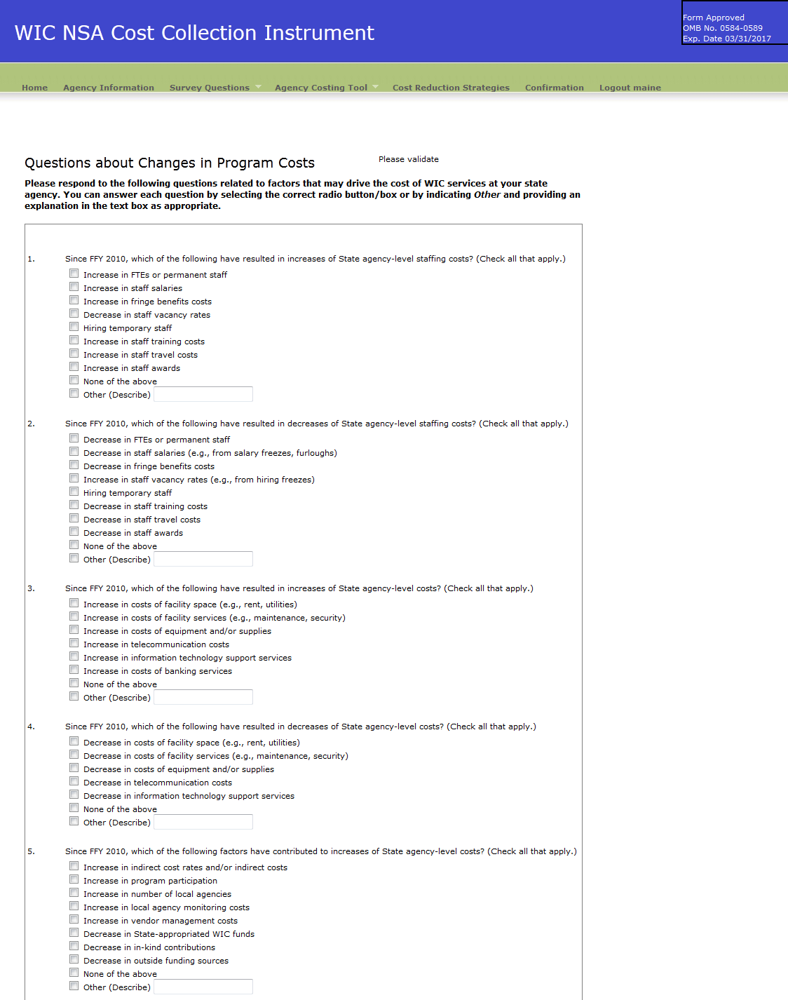 WIC NSA Cost Collection Instrument
Form Approved
OMB No. 0584-0589
Exp. Date 03/31/2017
Home Agency Information Survey Questions Agency Costing Tool Cost Reduction Strategies Confirmation Logout maine
Questions about Changes in Program Costs
Please validate
Please respond to the following questions related to factors that may drive the cost of WIC services at your state
agency. You can answer each question by selecting the correct radio button/box or by indicating Other and providing an
explanation in the text box as appropriate.
1. Since FFY 2010, which of the following have resulted in increases of State agency-level staffing costs? (Check all that apply.)
Increase in FTEs or permanent staff
Increase in staff salaries
Increase in fringe benefits costs
Decrease in staff vacancy rates
Hiring temporary staff
Increase in staff training costs
Increase in staff travel costs
Increase in staff awards
None of the above
Other (Describe)
2. Since FFY 2010, which of the following have resulted in decreases of State agency-level staffing costs? (Check all that apply.)
Decrease in FTEs or permanent staff
Decrease in staff salaries (e.g., from salary freezes, furloughs)
Decrease in fringe benefits costs
Increase in staff vacancy rates (e.g., from hiring freezes)
Hiring temporary staff
Decrease in staff training costs
Decrease in staff travel costs
Decrease in staff awards
None of the above
Other (Describe)
3. Since FFY 2010, which of the following have resulted in increases of State agency-level costs? (Check all that apply.)
Increase in costs of facility space (e.g., rent, utilities)
Increase in costs of facility services (e.g., maintenance, security)
Increase in costs of equipment and/or supplies
Increase in telecommunication costs
Increase in information technology support services
Increase in costs of banking services
None of the above
Other (Describe)
4. Since FFY 2010, which of the following have resulted in decreases of State agency-level costs? (Check all that apply.)
Decrease in costs of facility space (e.g., rent, utilities)
Decrease in costs of facility services (e.g., maintenance, security)
Decrease in costs of equipment and/or supplies
Decrease in telecommunication costs
Decrease in information technology support services
None of the above
Other (Describe)
5. Since FFY 2010, which of the following factors have contributed to increases of State agency-level costs? (Check all that apply.)
Increase in indirect cost rates and/or indirect costs
Increase in program participation
Increase in number of local agencies
Increase in local agency monitoring costs
Increase in vendor management costs
Decrease in State-appropriated WIC funds
Decrease in in-kind contributions
Decrease in outside funding sources
None of the above
Other (Describe)